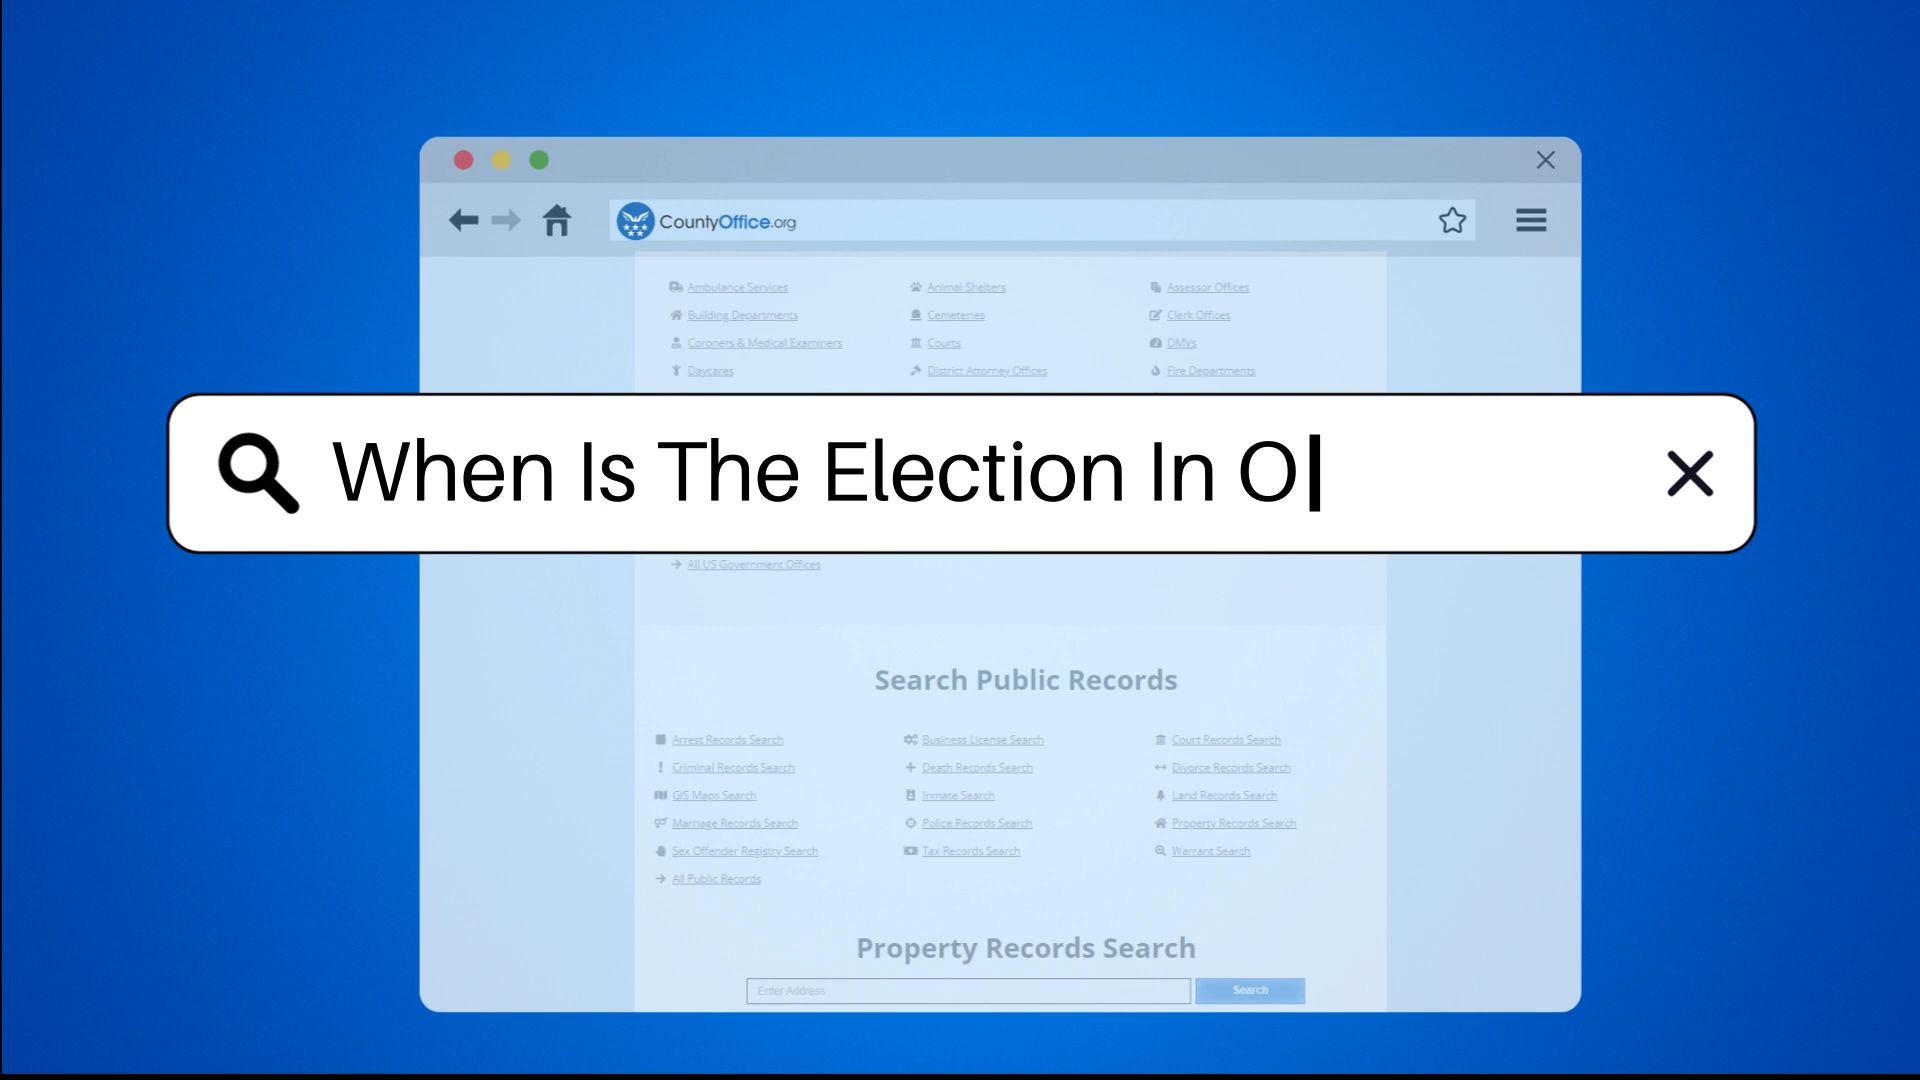 CountyOffice.org
Ambulance Services Animal Shelters Assessor Offices
Building Departments Cemeteries Clerk Offices
Coroners & Medical Examiners Courts DMVs
Daycares District Attorney Offices Fire Departments
When Is The Election In O
All US Government Offices
Search Public Records
Arrest Records Search Business License Search Court Records Search
Criminal Records Search Death Records Search Divorce Records Search
GIS Maps Search Inmate Search Land Records Search
Marriage Records Search Police Records Search Property Records Search
Sex Offender Registry Search Tax Records Search Warrant Search
All Public Records
Property Records Search
Enter Address Search